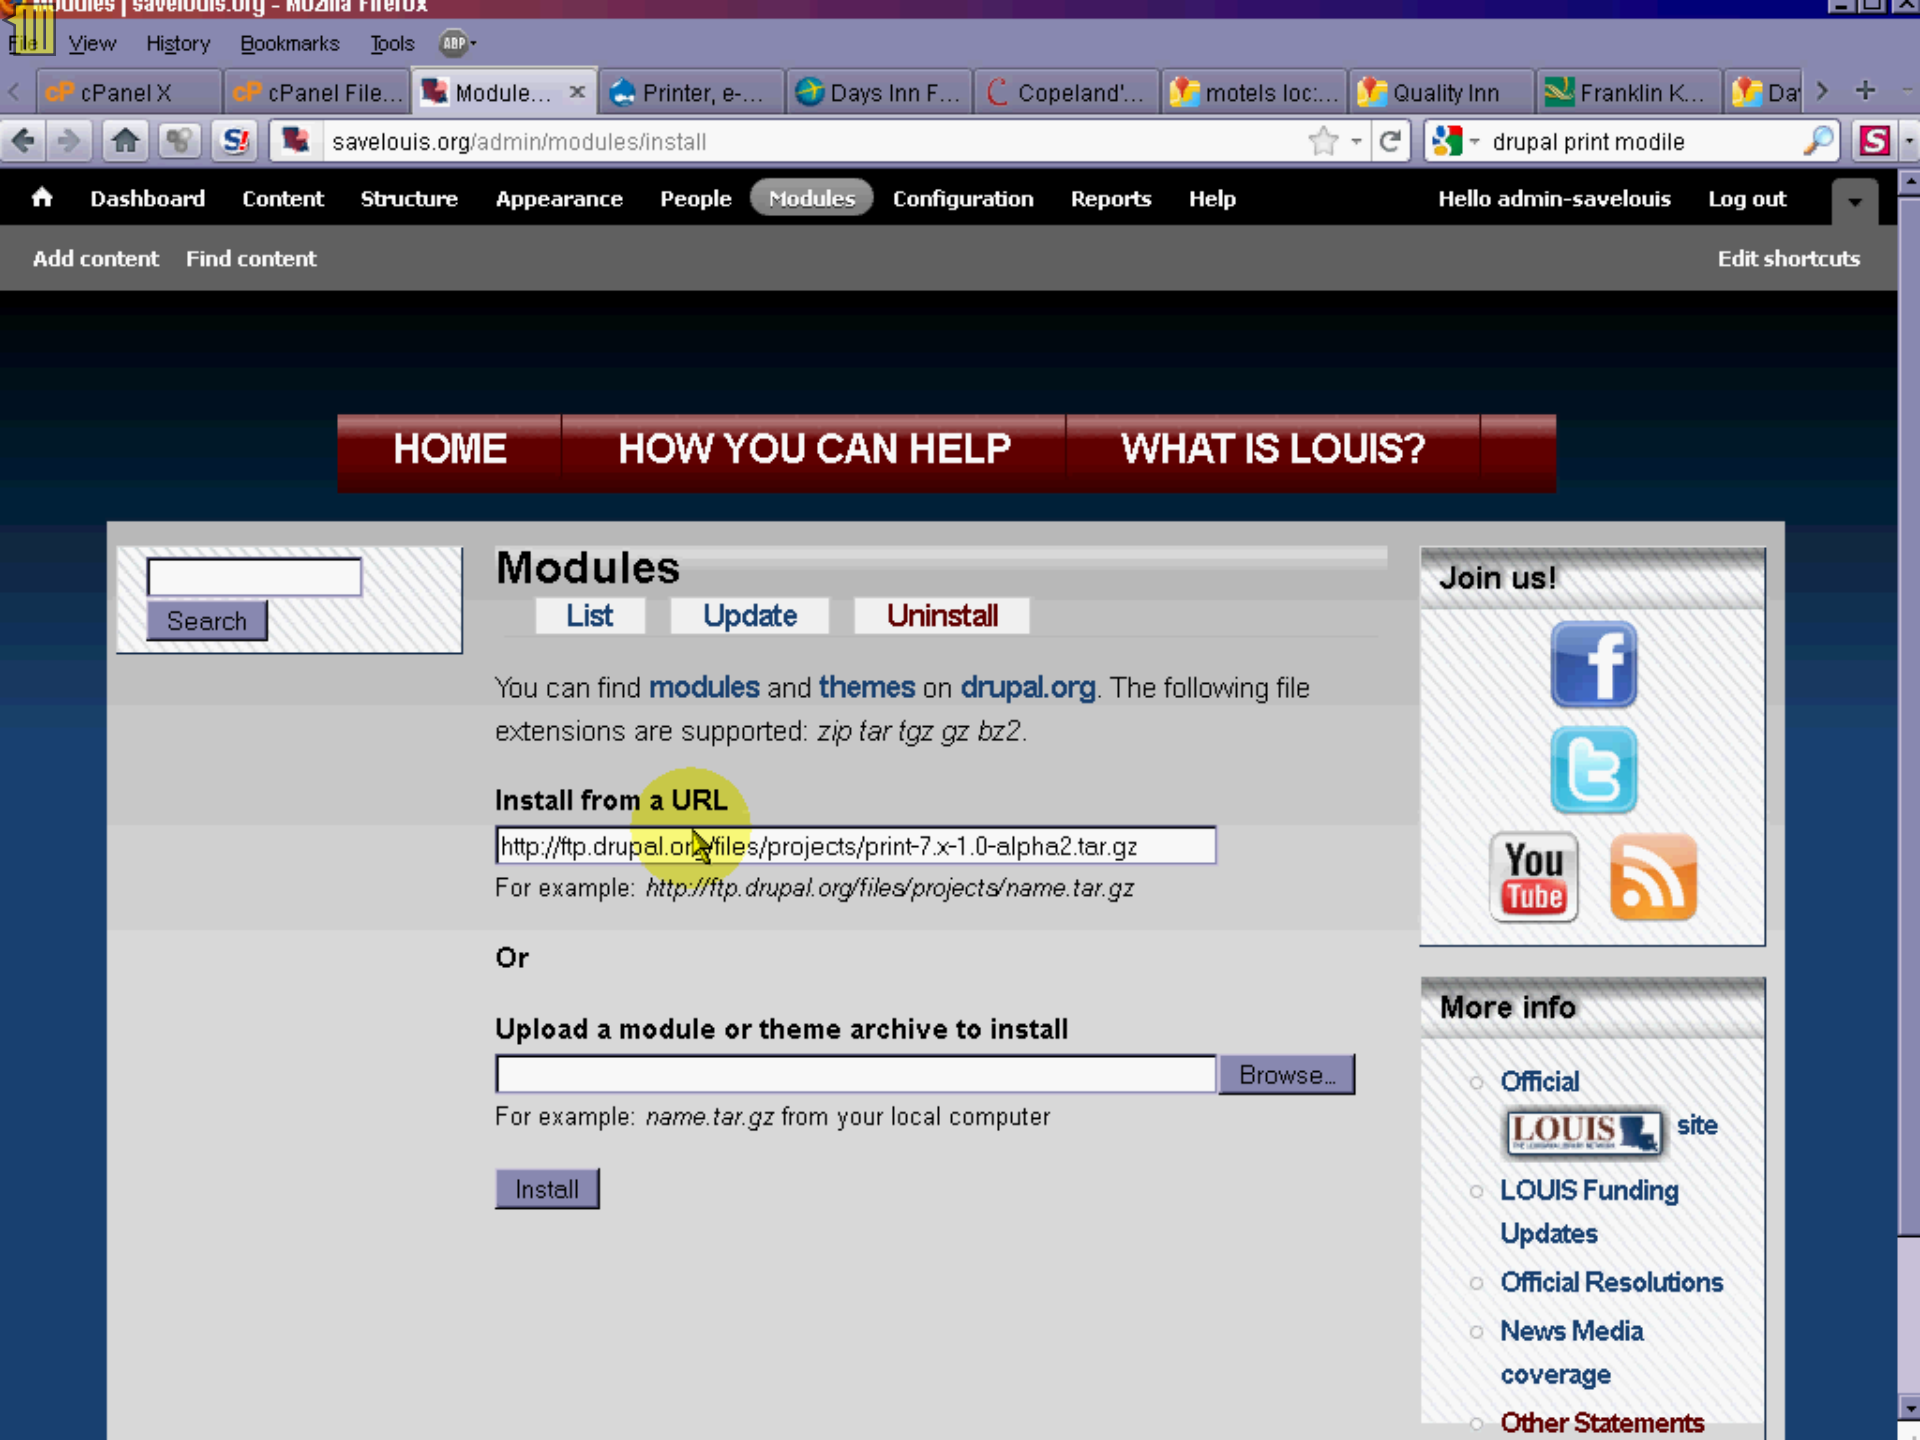 Modules | savelouis.org - Mozilla Firefox
File View History Bookmarks Tools ABP
cPanel X cPanel File... Module... Printer, e-... Days Inn F... Copeland'... motels loc:... Quality Inn Franklin K... Da
savelouis.org/admin/modules/install drupal print modile
Dashboard Content Structure Appearance People Modules Configuration Reports Help Hello admin-savelouis Log out
Add content Find content Edit shortcuts
HOME HOW YOU CAN HELP WHAT IS LOUIS?
Search
Modules
List Update Uninstall
You can find modules and themes on drupal.org. The following file
extensions are supported: zip tar tgz gz bz2.
Install from a URL
http://ftp.drupal.org/files/projects/print-7.x-1.0-alpha2.tar.gz
For example: http://ftp.drupal.org/files/projects/name.tar.gz
Or
Upload a module or theme archive to install
Browse...
For example: name.tar.gz from your local computer
Install
Join us!
You
Tube
More info
Official
LOUIS site
LOUIS Funding
Updates
Official Resolutions
News Media
coverage
Other Statements